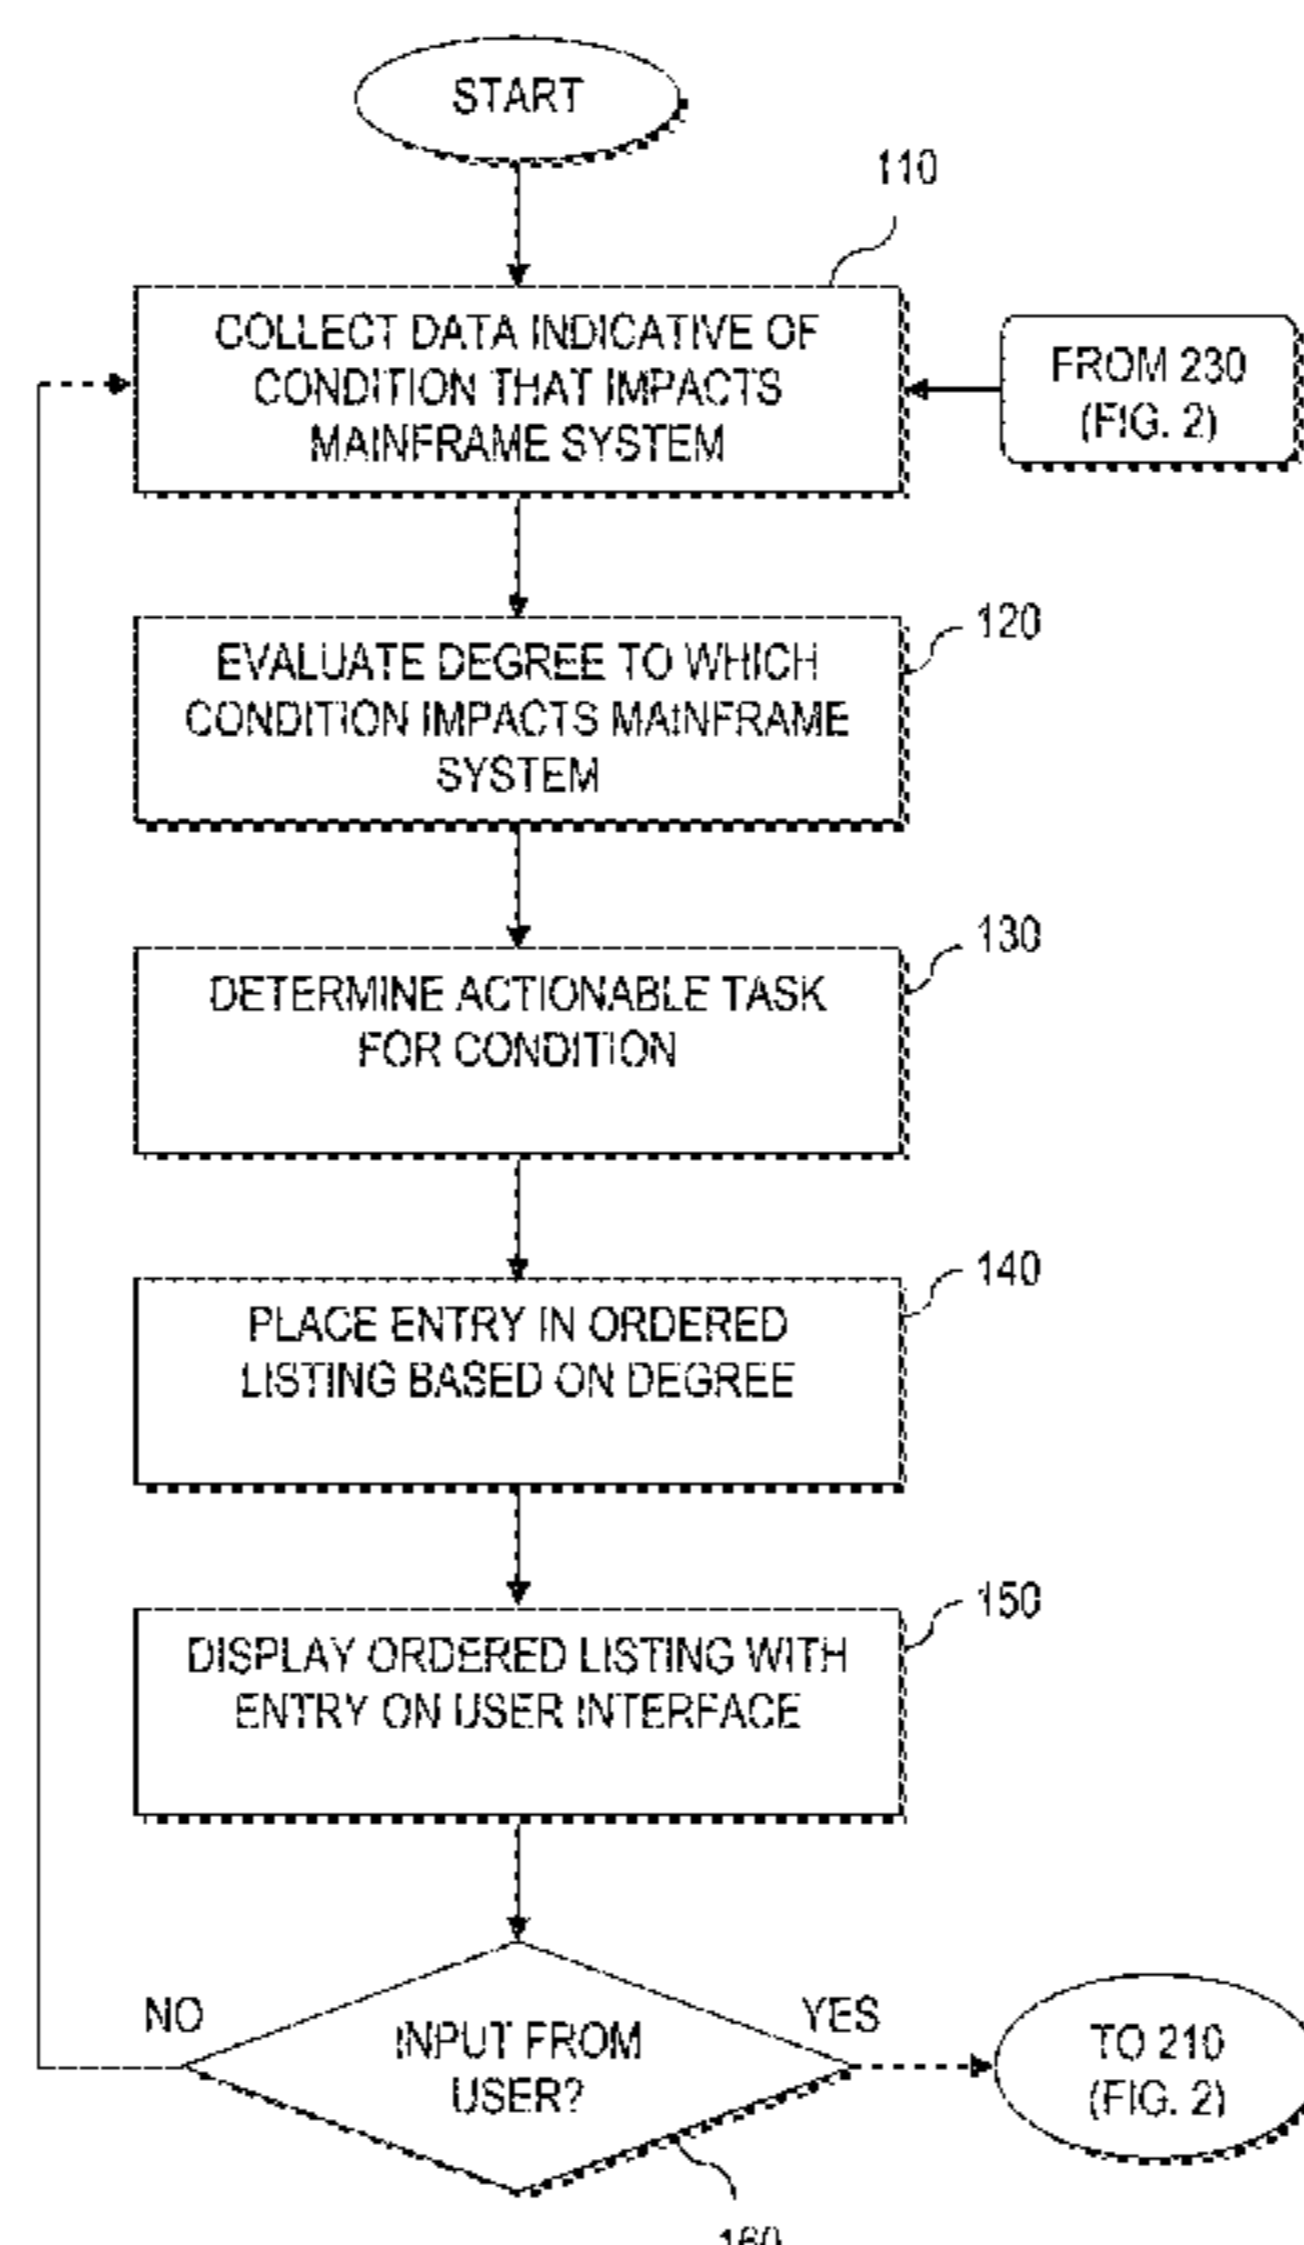 START
110
COLLECT DATA INDICATIVE OF
CONDITION THAT IMPACTS
MAINFRAME SYSTEM
FROM 230
(FIG. 2)
120
EVALUATE DEGREE TO WHICH
CONDITION IMPACTS MAINFRAME
SYSTEM
130
DETERMINE ACTIONABLE TASK
FOR CONDITION
140
PLACE ENTRY IN ORDERED
LISTING BASED ON DEGREE
150
DISPLAY ORDERED LISTING WITH
ENTRY ON USER INTERFACE
NO
YES
INPUT FROM
USER?
TO 210
(FIG. 2)
160